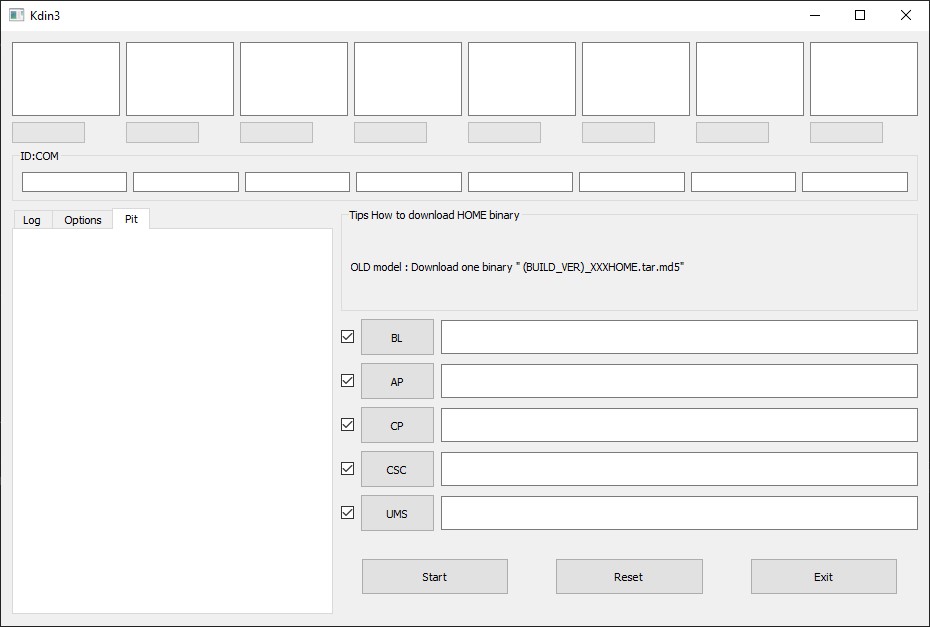 Kdin3
ID:COM
Log Options Pit
Tips How to download HOME binary
OLD model : Download one binary " (BUILD_VER)_XXXHOME.tar.md5"
BL
AP
CP
CSC
UMS
Start Reset Exit